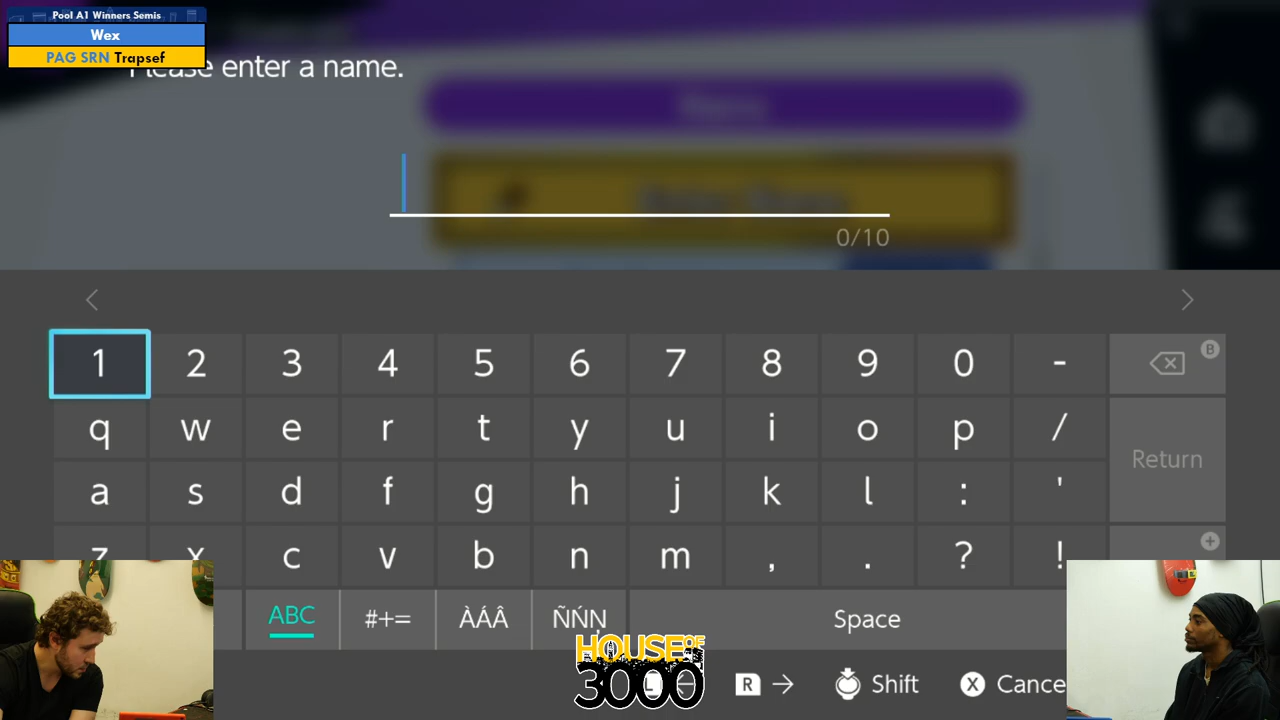 Pool A1 Winners Semis
Wex
PAG SRN Trapsef
Please enter a name.
0/10
1 2 3 4 5 6 7 8 9 0 - B
q w e r t y u i o p /
Return
a s d f g h j k l : '
z x c v b n m , . ? !
ABC #+= ÀÁÂ ÑŃŅ Space
HOUSE OF
3000
L R → Shift X Cance